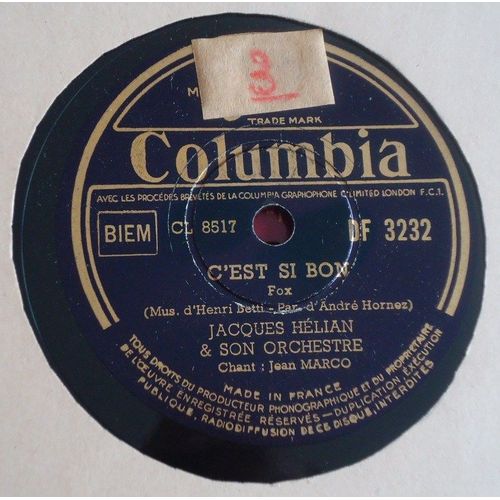 TRADE MARK
Columbia
AVEC LES PROCÉDÉS BREVETÉS DE LA COLUMBIA GRAPHOPHONE C° LIMITED LONDON F.C.1.
BIEM CL 8517 DF 3232
C'EST SI BON
Fox
(Mus. d'Henri Betti - Par. d'André Hornez)
JACQUES HÉLIAN
& SON ORCHESTRE
Chant : Jean MARCO
MADE IN FRANCE
TOUS DROITS DU PRODUCTEUR PHONOGRAPHIQUE ET DU PROPRIÉTAIRE
DE L'ŒUVRE ENREGISTRÉE RÉSERVÉS — DUPLICATION EXÉCUTION
PUBLIQUE, RADIODIFFUSION DE CE DISQUE, INTERDITES